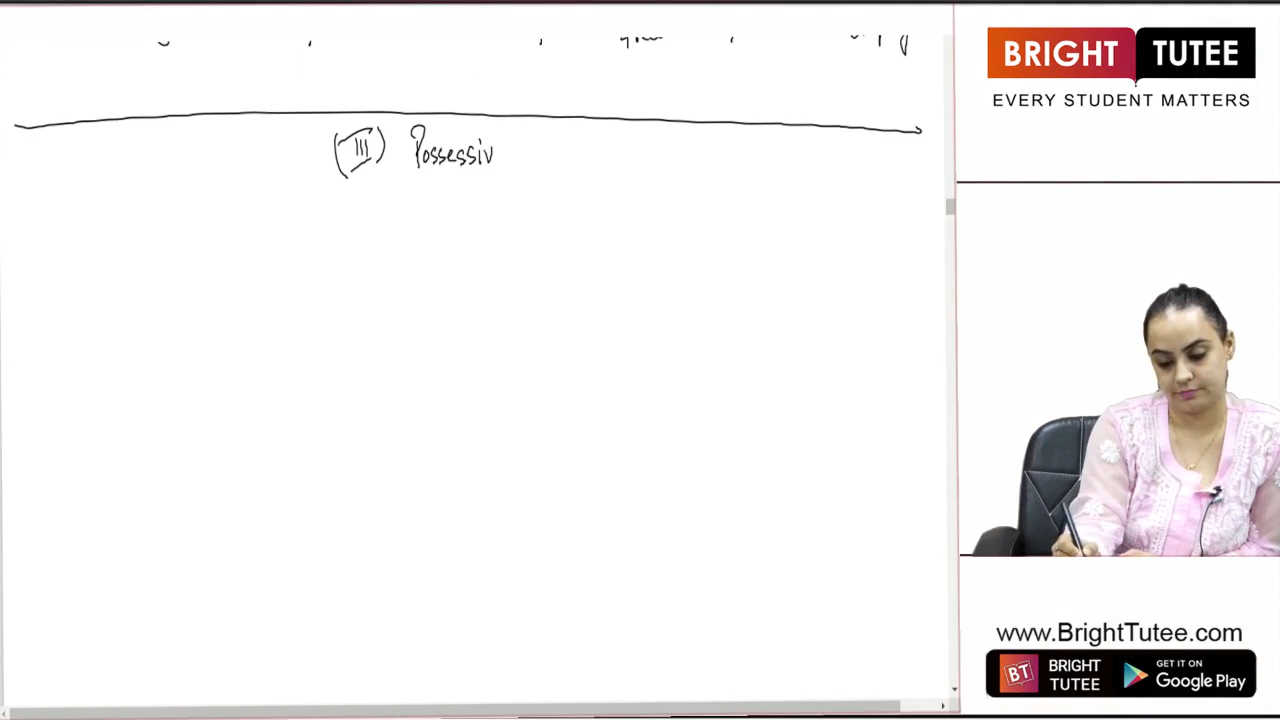 BRIGHT TUTEE
EVERY STUDENT MATTERS
(III) Possessiv
www.BrightTutee.com
BT BRIGHT TUTEE
GET IT ON
Google Play